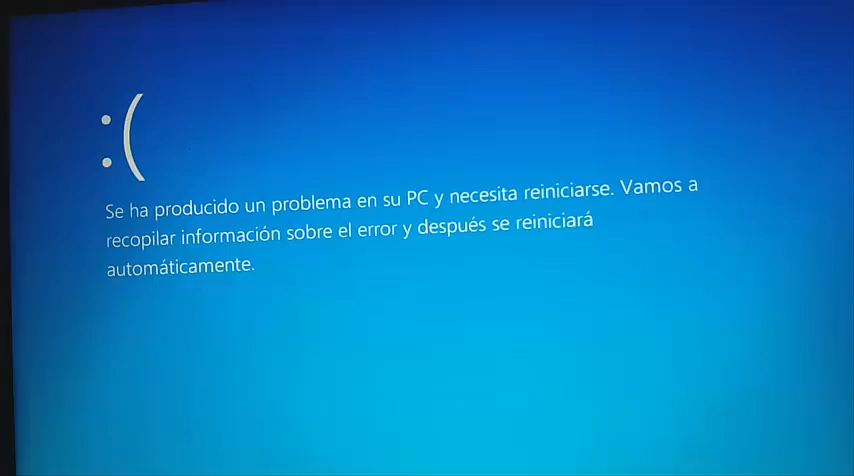 :(
Se ha producido un problema en su PC y necesita reiniciarse. Vamos a
recopilar información sobre el error y después se reiniciará
automáticamente.